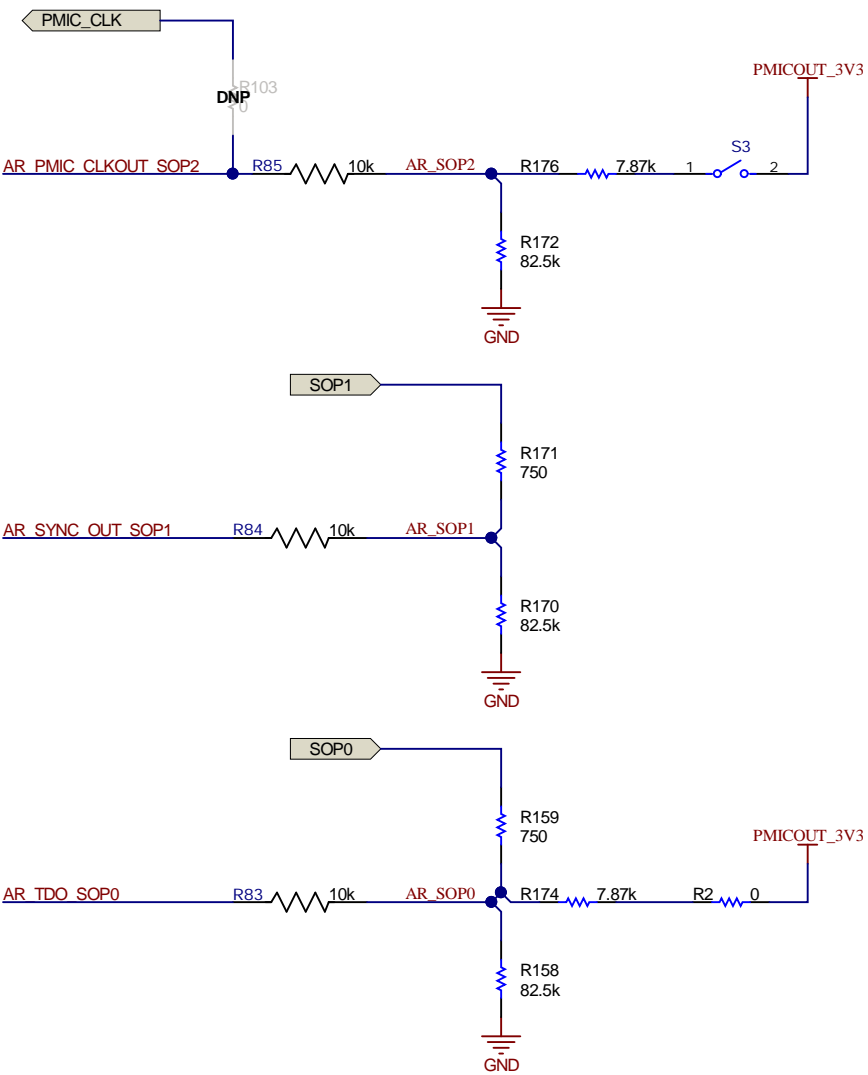 PMIC_CLK
R103
DNP
0
PMICOUT_3V3
S3
AR_PMIC_CLKOUT_SOP2 R85 10k AR_SOP2 R176 7.87k 1 2
R172
82.5k
GND
SOP1
R171
750
AR_SYNC_OUT_SOP1 R84 10k AR_SOP1
R170
82.5k
GND
SOP0
R159
750
PMICOUT_3V3
AR_TDO_SOP0 R83 10k AR_SOP0 R174 7.87k R2 0
R158
82.5k
GND